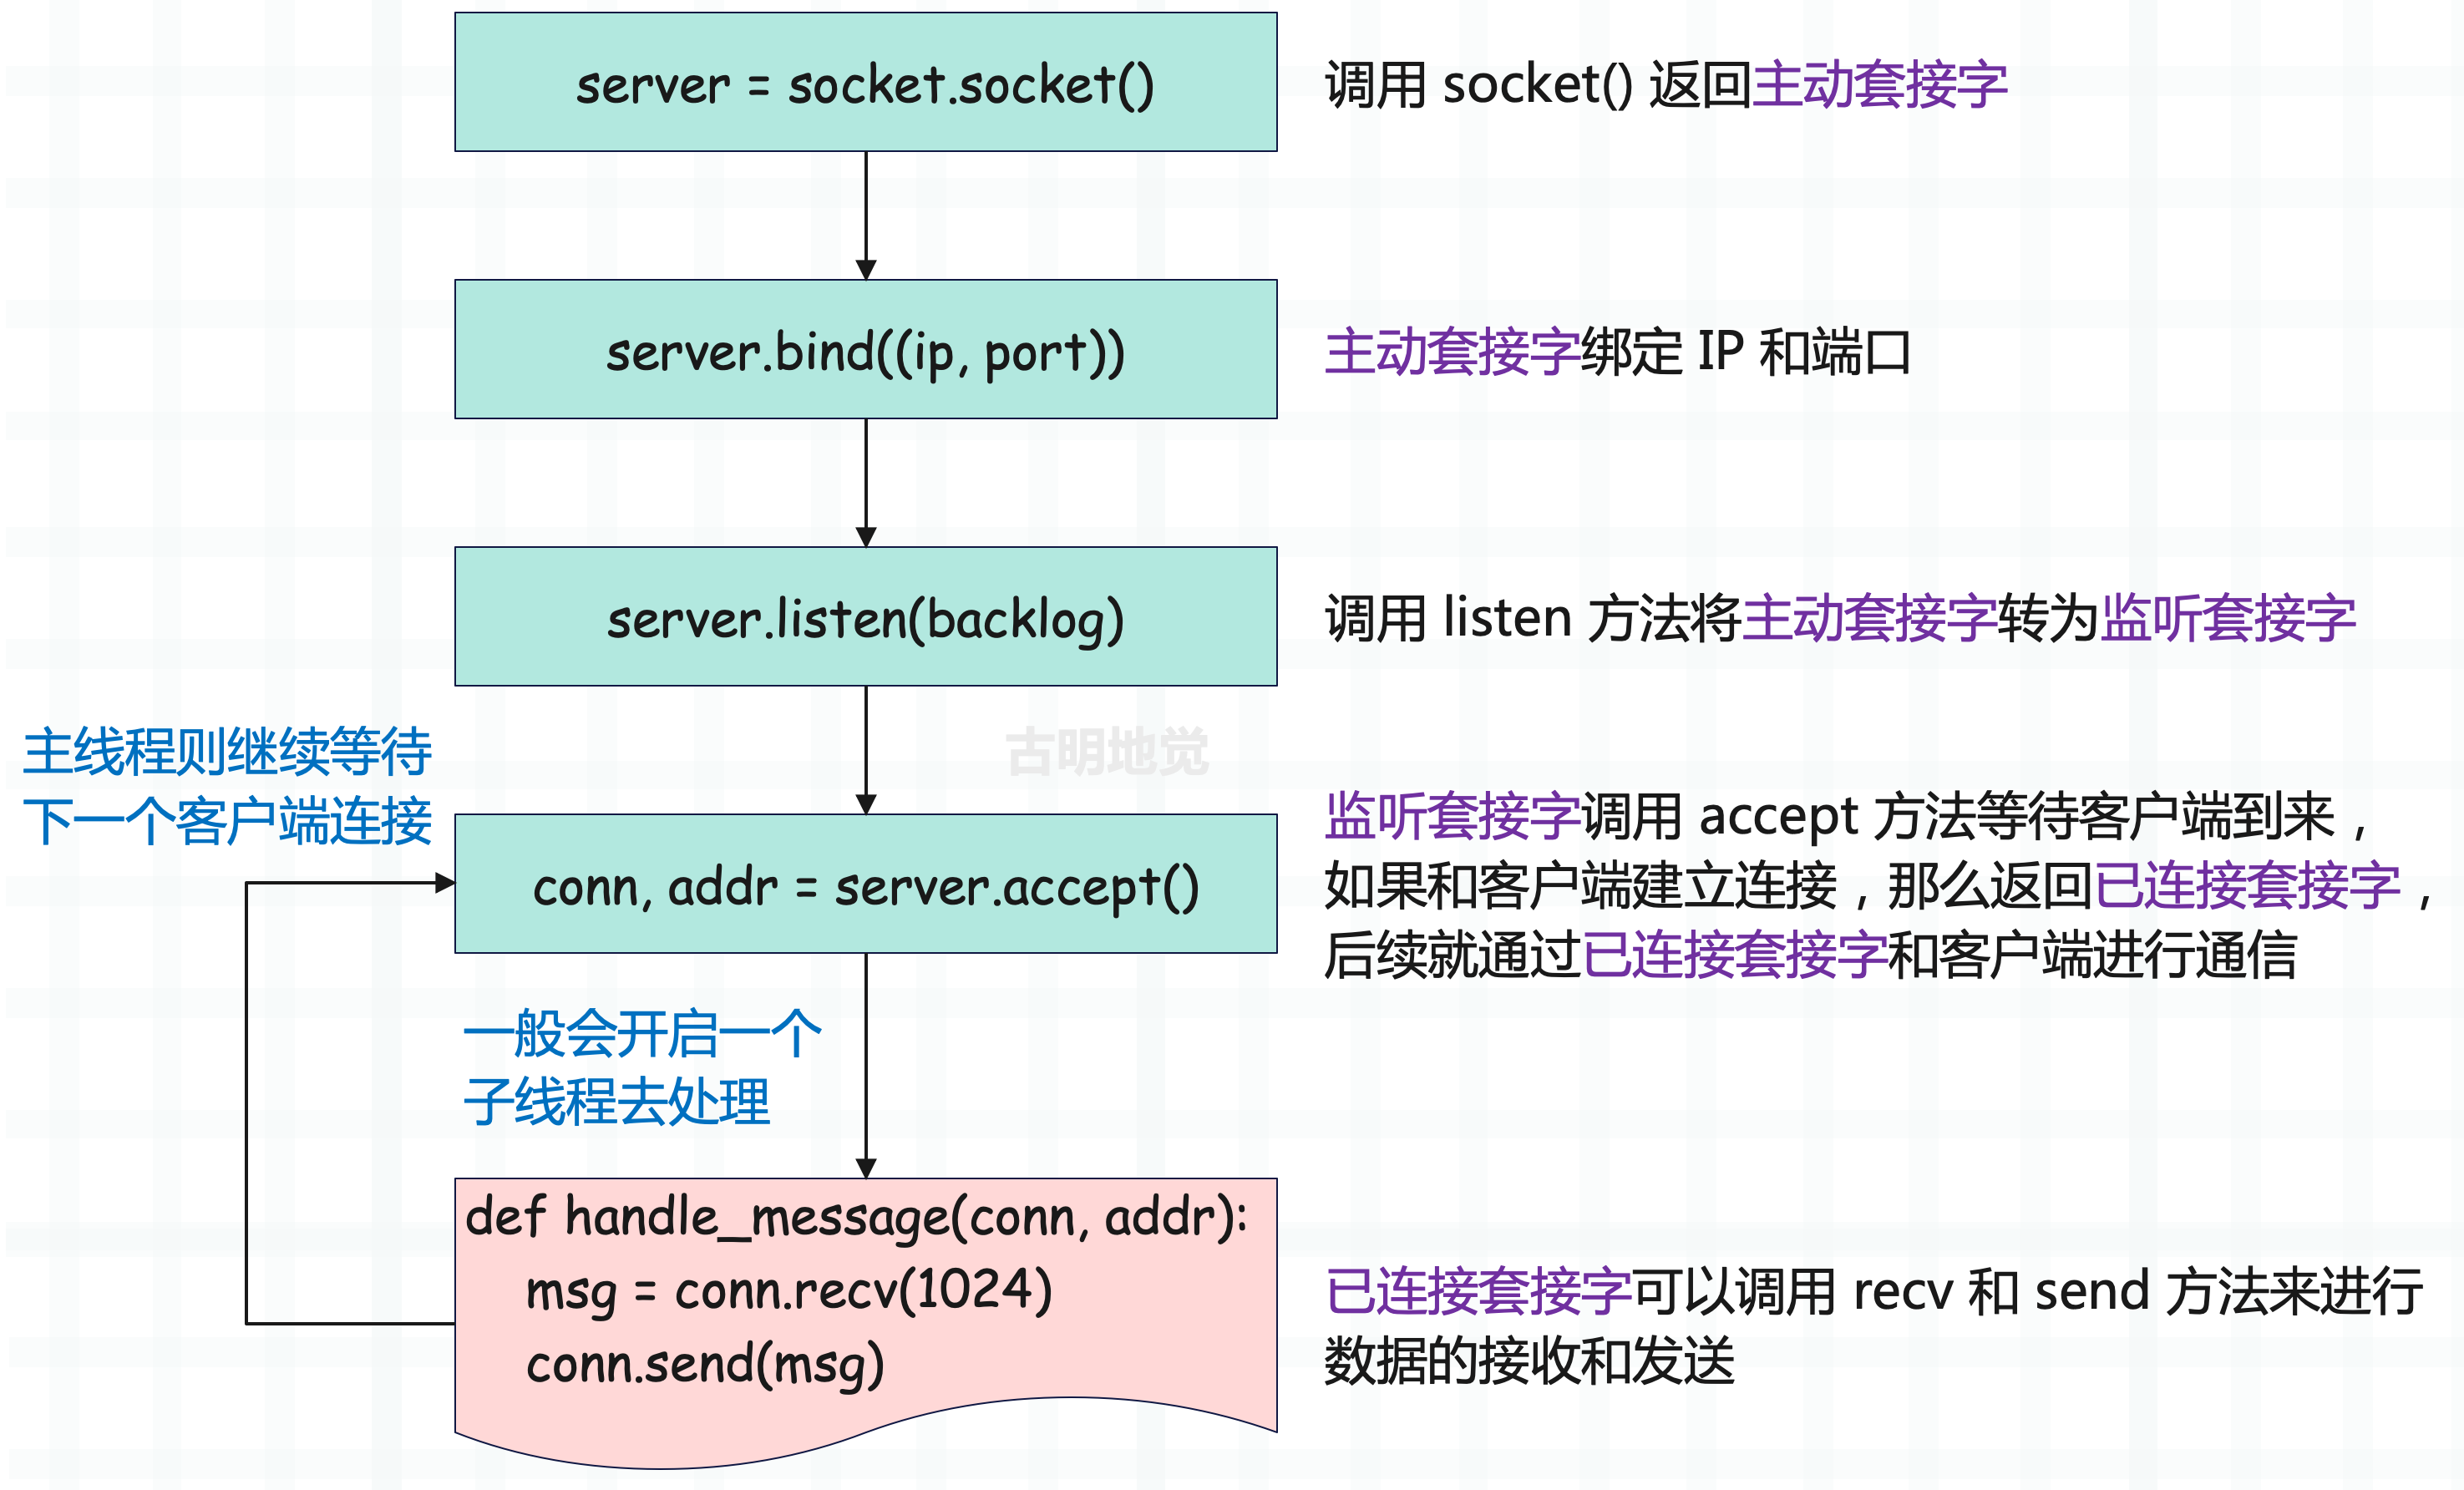 server = socket.socket()
调用 socket() 返回主动套接字
server.bind((ip, port))
主动套接字绑定 IP 和端口
server.listen(backlog)
调用 listen 方法将主动套接字转为监听套接字
古明地觉
主线程则继续等待
下一个客户端连接
conn, addr = server.accept()
监听套接字调用 accept 方法等待客户端到来，
如果和客户端建立连接，那么返回已连接套接字，
后续就通过已连接套接字和客户端进行通信
一般会开启一个
子线程去处理
def handle_message(conn, addr):
msg = conn.recv(1024)
conn.send(msg)
已连接套接字可以调用 recv 和 send 方法来进行
数据的接收和发送